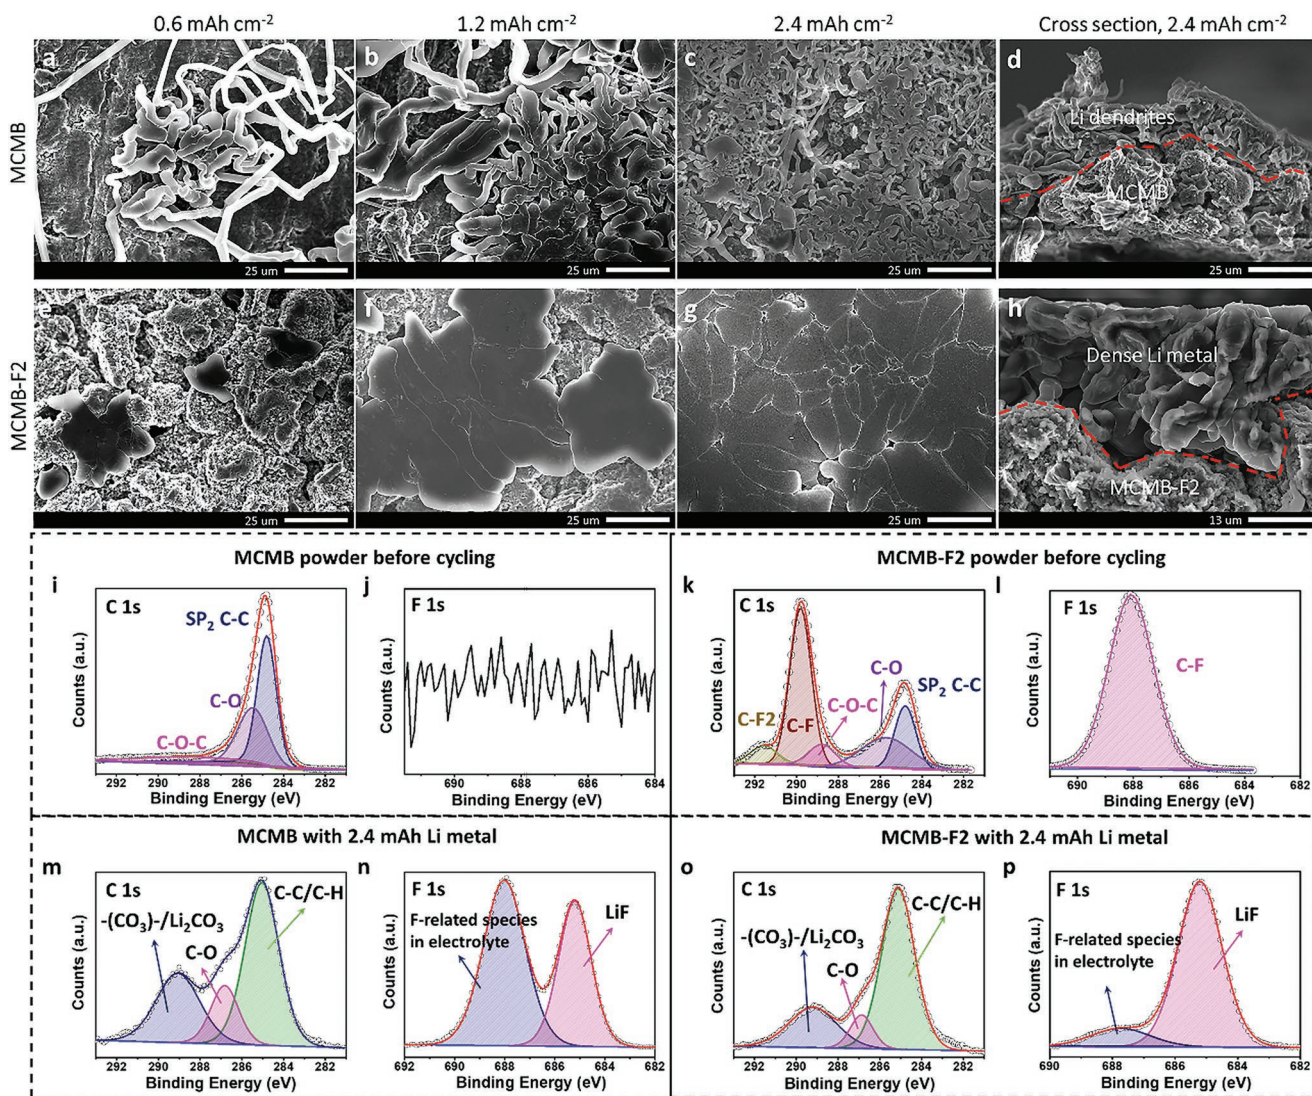 0.6 mAh cm⁻²
1.2 mAh cm⁻²
2.4 mAh cm⁻²
Cross section, 2.4 mAh cm⁻²
MCMB
a
25 um
b
25 um
c
25 um
d
Li dendrites
MCMB
25 um
MCMB-F2
e
25 um
f
25 um
g
25 um
h
Dense Li metal
MCMB-F2
13 um
MCMB powder before cycling
i
C 1s
SP₂ C-C
C-O
C-O-C
Counts (a.u.)
292 290 288 286 284 282
Binding Energy (eV)
j
F 1s
Counts (a.u.)
690 688 686 684
Binding Energy (eV)
MCMB-F2 powder before cycling
k
C 1s
C-O
SP₂ C-C
C-O-C
C-F2
C-F
Counts (a.u.)
292 290 288 286 284 282
Binding Energy (eV)
l
F 1s
C-F
Counts (a.u.)
690 688 686 684 682
Binding Energy (eV)
MCMB with 2.4 mAh Li metal
m
C 1s
C-C/C-H
-(CO₃)-/Li₂CO₃
C-O
Counts (a.u.)
292 290 288 286 284 282
Binding Energy (eV)
n
F 1s
LiF
F-related species
in electrolyte
Counts (a.u.)
692 690 688 686 684 682
Binding Energy (eV)
MCMB-F2 with 2.4 mAh Li metal
o
C 1s
C-C/C-H
-(CO₃)-/Li₂CO₃
C-O
Counts (a.u.)
292 290 288 286 284 282
Binding Energy (eV)
p
F 1s
LiF
F-related species
in electrolyte
Counts (a.u.)
690 688 686 684 682
Binding Energy (eV)